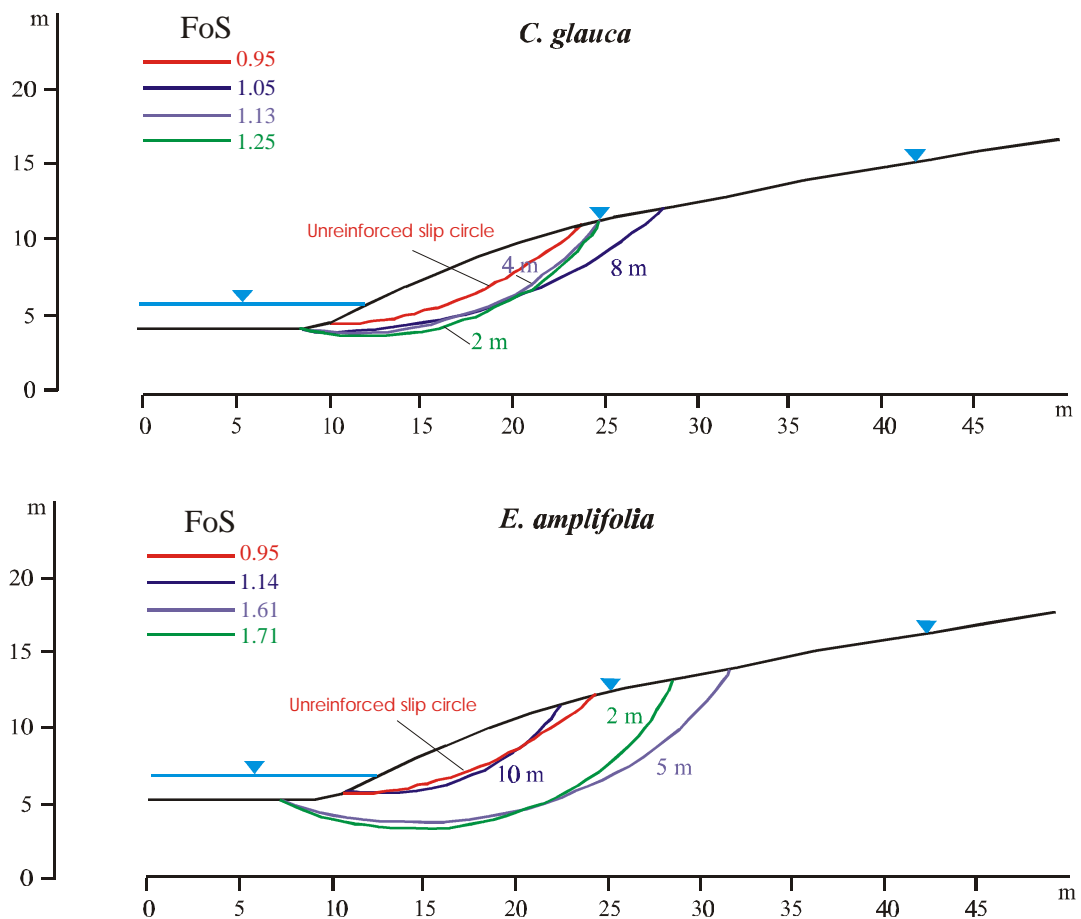 m
FoS
C. glauca
0.95
1.05
1.13
1.25
20
15
10
5
0
Unreinforced slip circle
4 m
8 m
2 m
0 5 10 15 20 25 30 35 40 45 m
m
FoS
E. amplifolia
0.95
1.14
1.61
1.71
20
15
10
5
0
Unreinforced slip circle
2 m
10 m
5 m
0 5 10 15 20 25 30 35 40 45 m